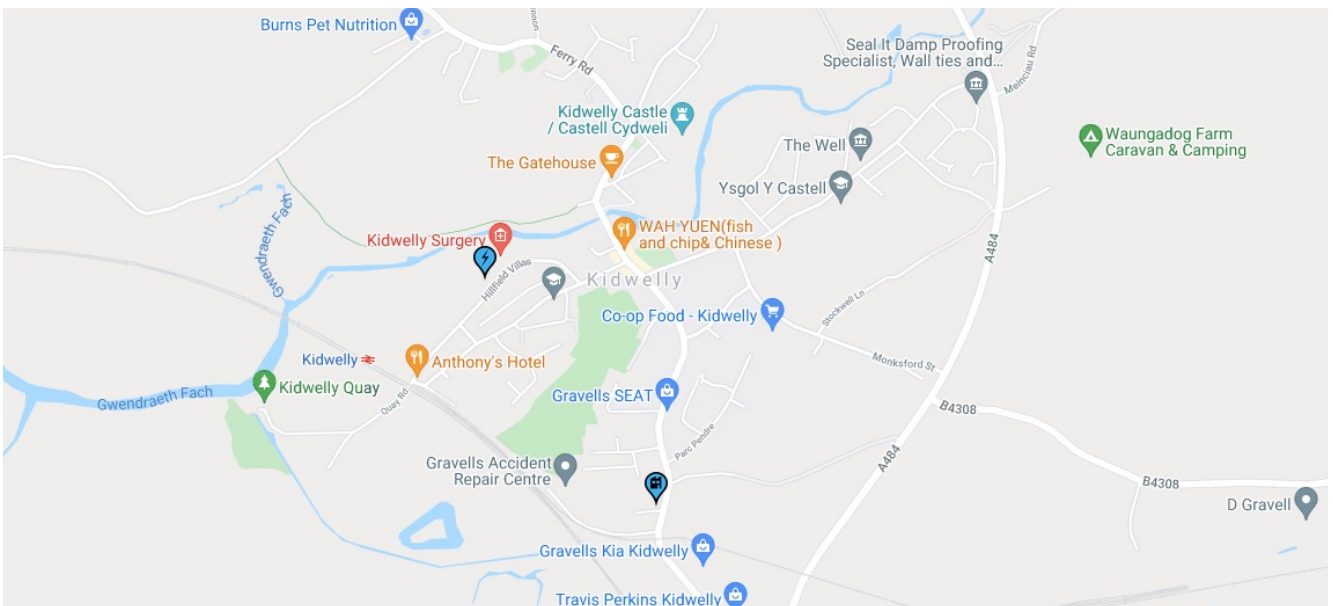 Burns Pet Nutrition
Ferry Rd
Seal It Damp Proofing
Specialist, Wall ties and...
Meinciau Rd
Kidwelly Castle
/ Castell Cydweli
Waungadog Farm
Caravan & Camping
The Well
The Gatehouse
Ysgol Y Castell
Gwendraeth Fach
WAH YUEN(fish
and chip& Chinese )
Kidwelly Surgery
A484
Hillfield Villas
Kidwelly
Stockwell Ln
Co-op Food - Kidwelly
Kidwelly
Anthony's Hotel
Monksford St
Kidwelly Quay
Gwendraeth Fach
Quay Rd
Gravells SEAT
B4308
Parc Pendre
Gravells Accident
Repair Centre
A484
B4308
D Gravell
Gravells Kia Kidwelly
Travis Perkins Kidwelly